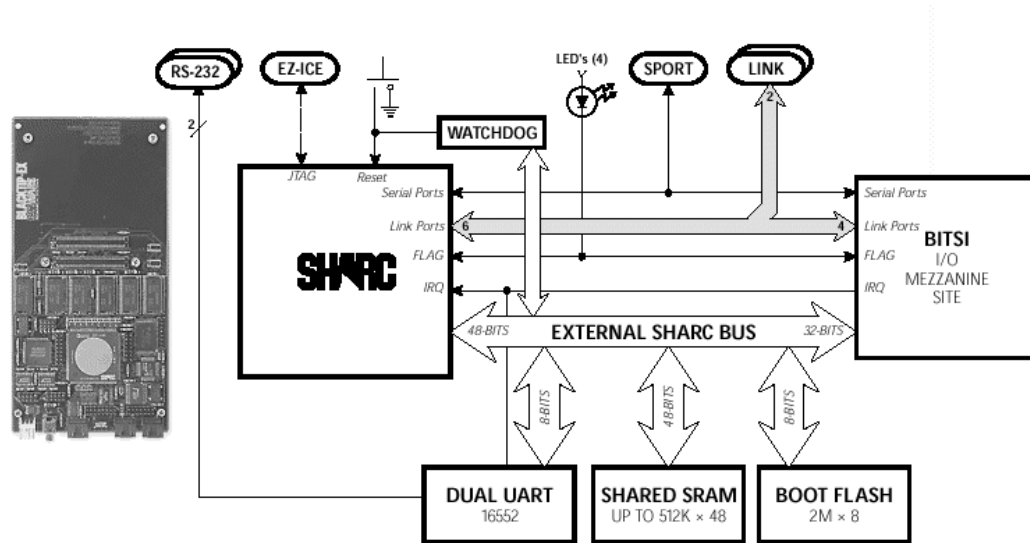 RS-232
EZ-ICE
LED's (4)
SPORT
LINK
2
2
WATCHDOG
JTAG
Reset
Serial Ports
Serial Ports
Link Ports
6
4
Link Ports
FLAG
FLAG
IRQ
IRQ
SHARC
BITSI
I/O
MEZZANINE
SITE
48-BITS
EXTERNAL SHARC BUS
32-BITS
8-BITS
48-BITS
8-BITS
DUAL UART
16552
SHARED SRAM
UP TO 512K × 48
BOOT FLASH
2M × 8
BLACKTIP-EX